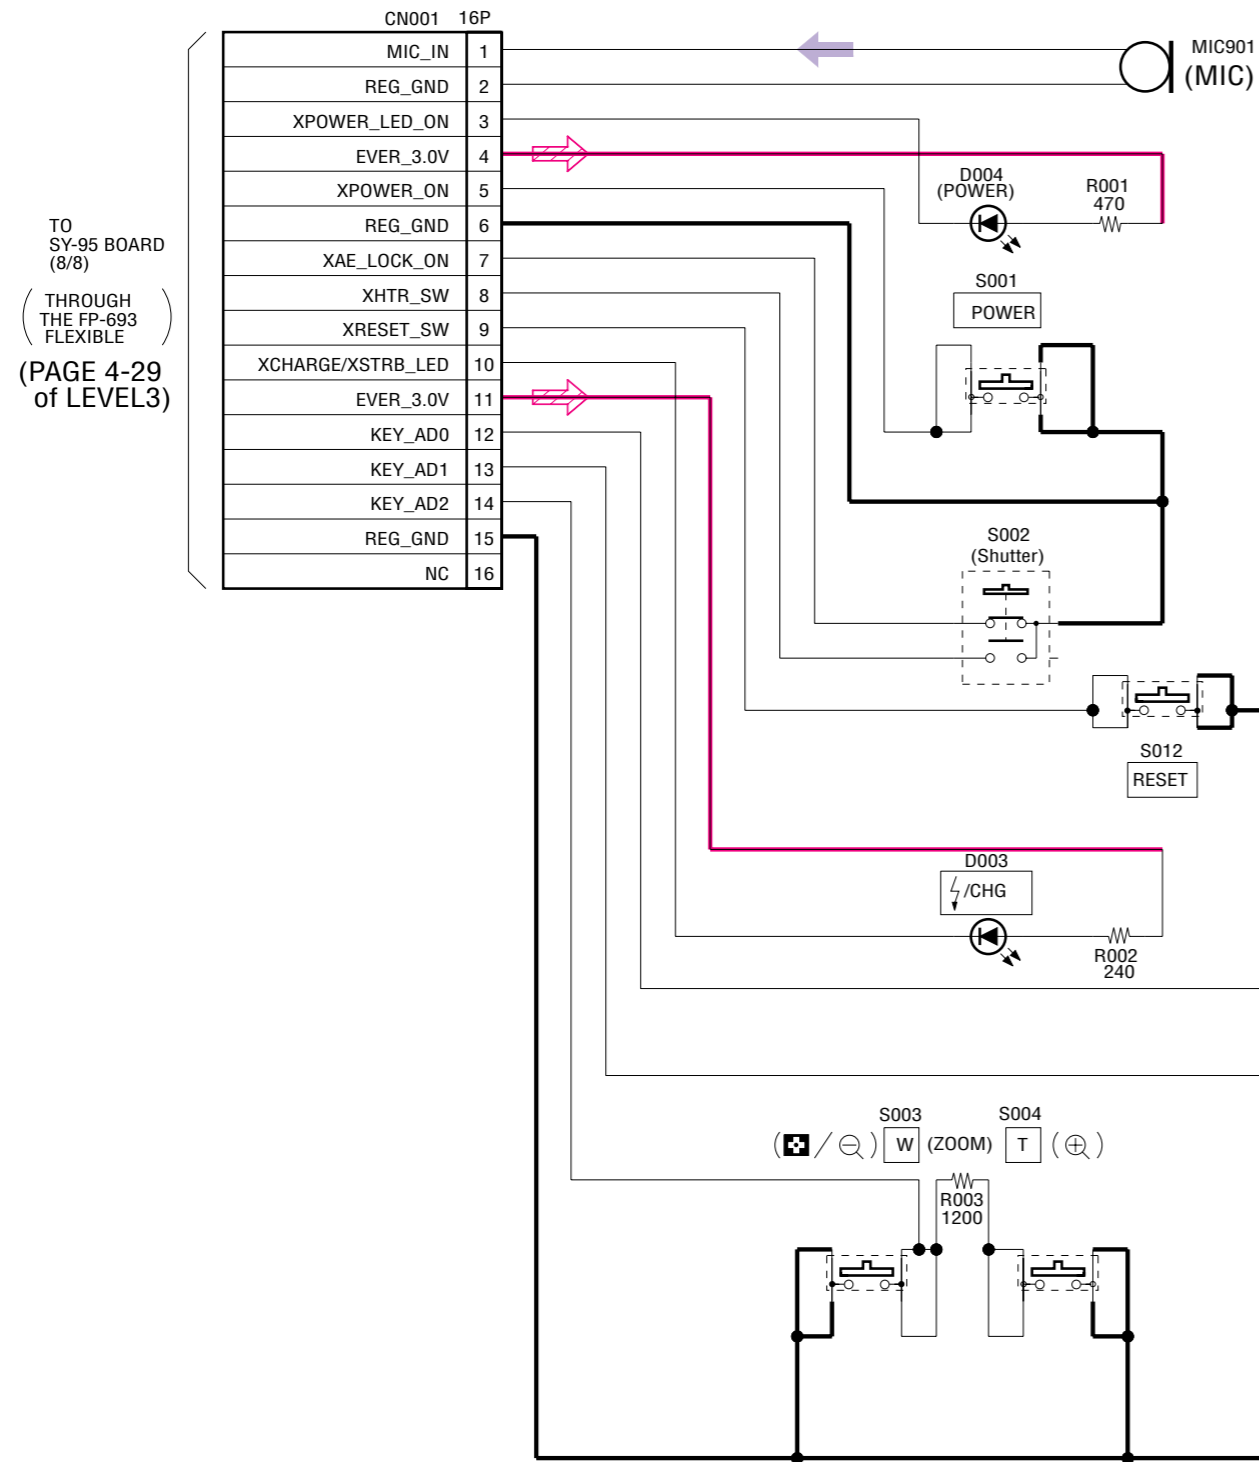 CN001 16P
MIC_IN 1
REG_GND 2
XPOWER_LED_ON 3
EVER_3.0V 4
XPOWER_ON 5
REG_GND 6
XAE_LOCK_ON 7
XHTR_SW 8
XRESET_SW 9
XCHARGE/XSTRB_LED 10
EVER_3.0V 11
KEY_AD0 12
KEY_AD1 13
KEY_AD2 14
REG_GND 15
NC 16
TO
SY-95 BOARD
(8/8)
(THROUGH
THE FP-693
FLEXIBLE)
(PAGE 4-29
of LEVEL3)
MIC901
(MIC)
D004
(POWER)
R001
470
S001
POWER
S002
(Shutter)
S012
RESET
D003
/CHG
R002
240
S003
W
(ZOOM)
S004
T
R003
1200